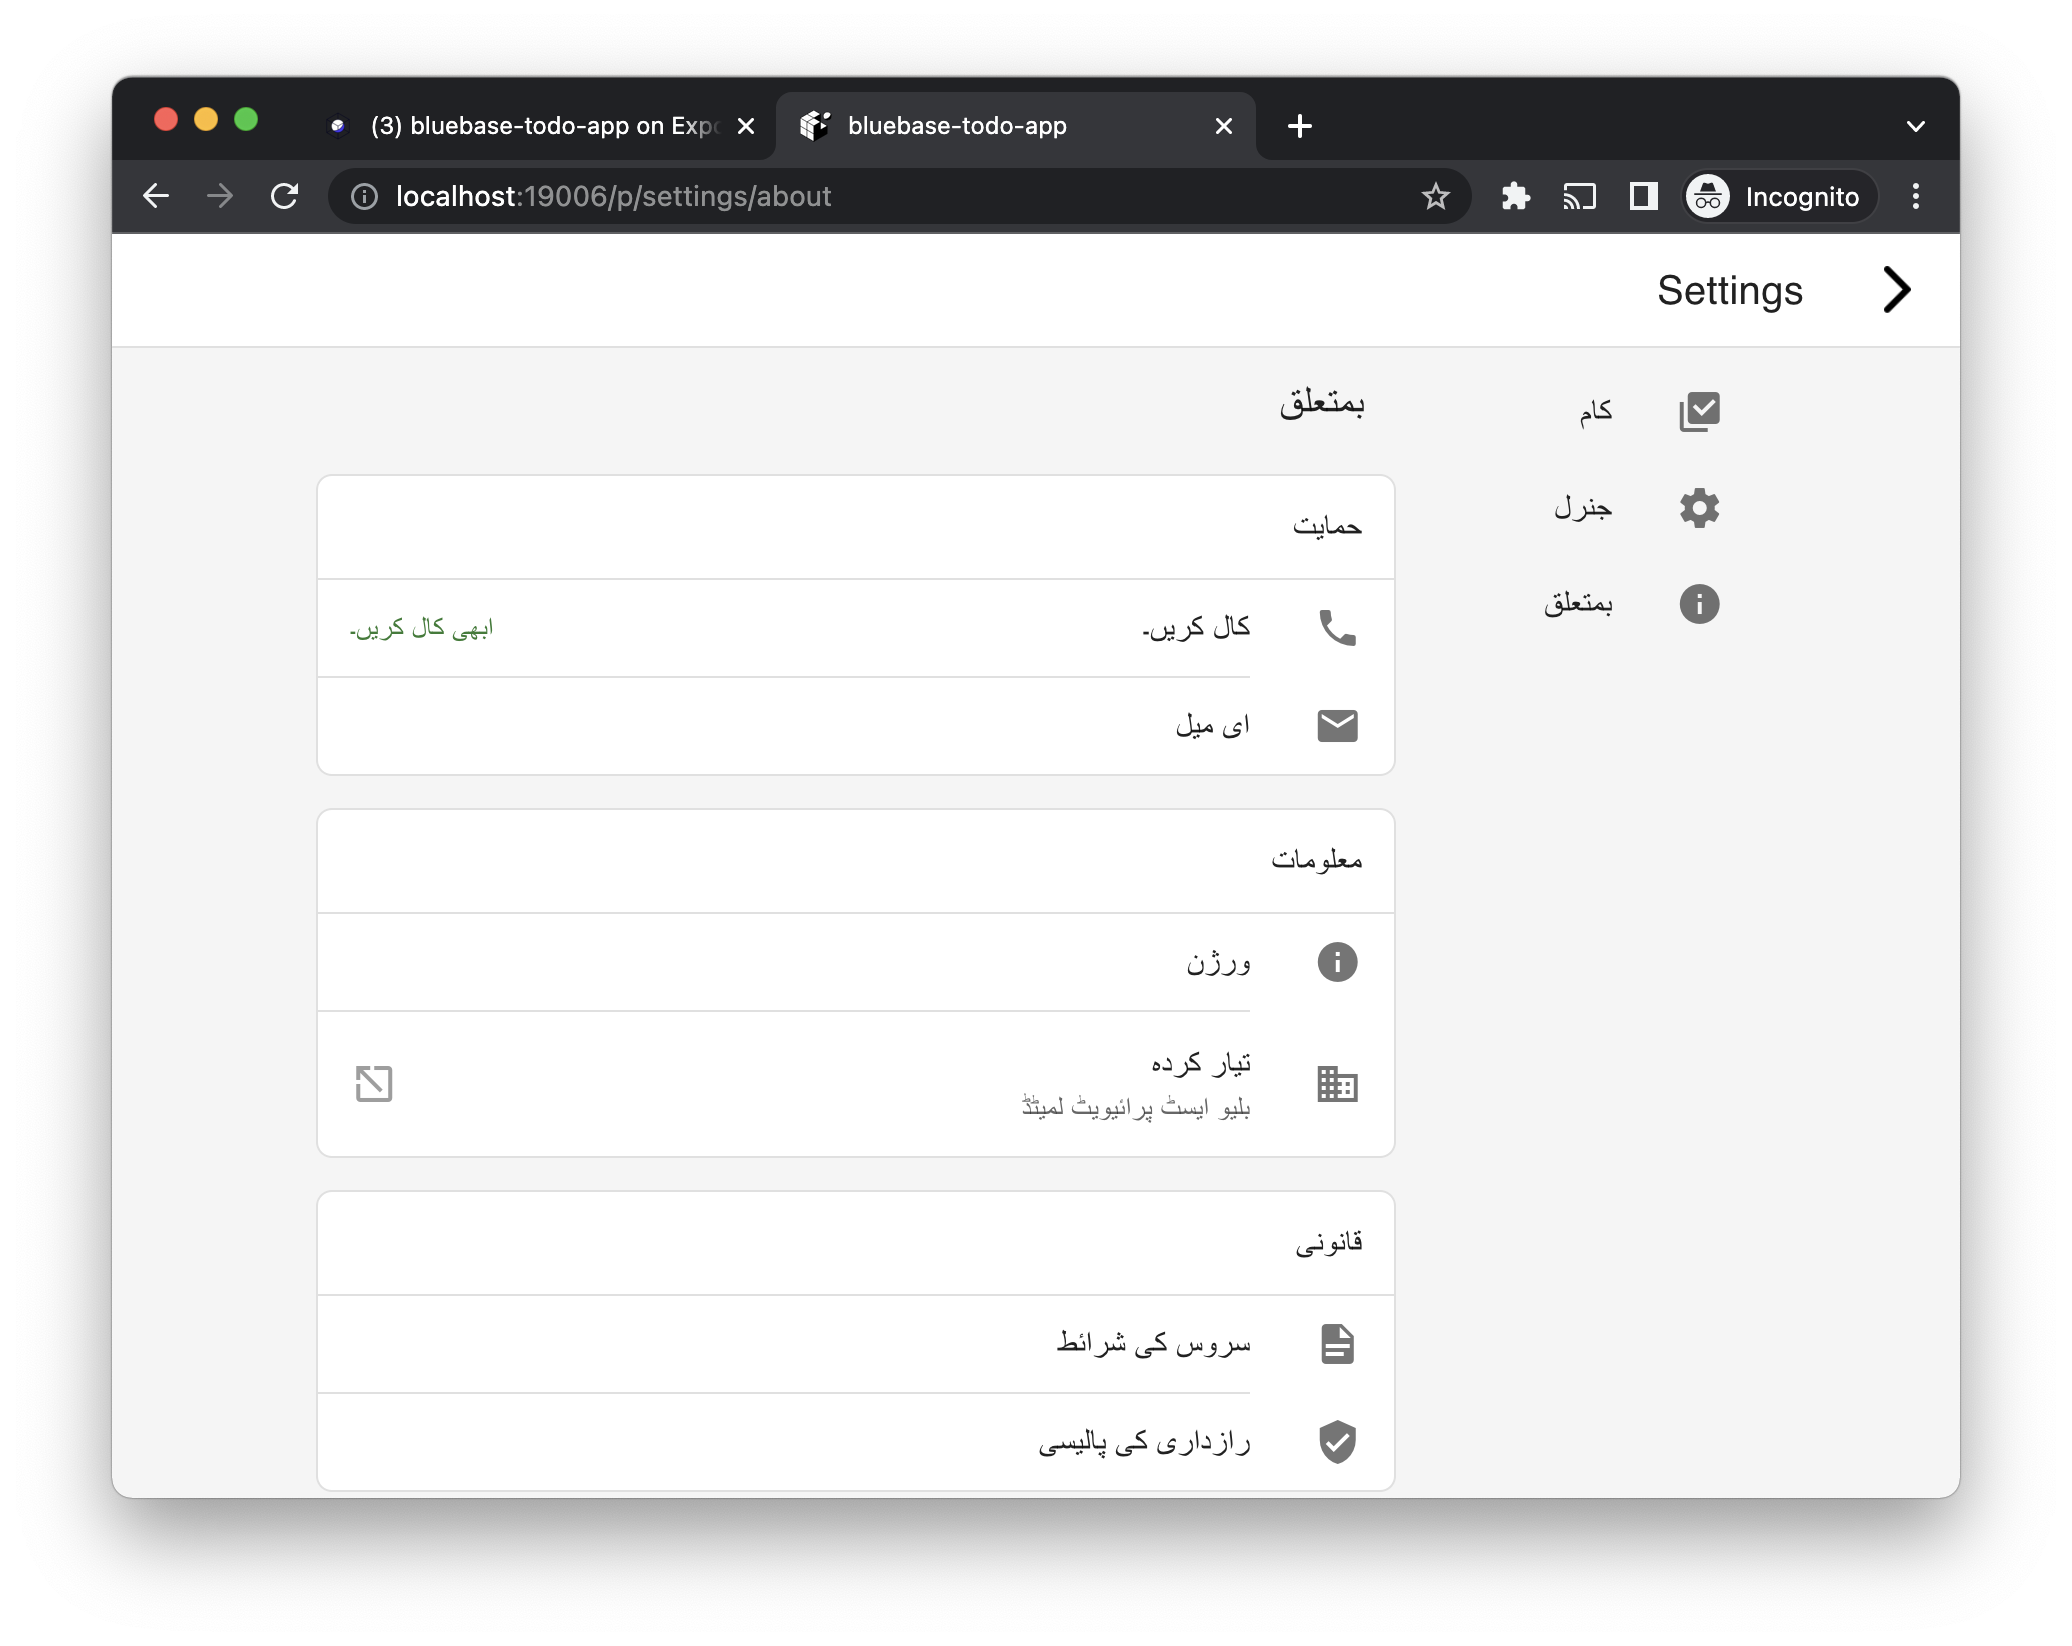 (3) bluebase-todo-app on Expo
bluebase-todo-app
localhost:19006/p/settings/about
Incognito
Settings
کام
جنرل
بمتعلق
بمتعلق
حمایت
کال کریں۔
ابھی کال کریں۔
ای میل
معلومات
ورژن
تیار کردہ
بلیو ایسٹ پرائیویٹ لمیٹڈ
قانونی
سروس کی شرائط
رازداری کی پالیسی